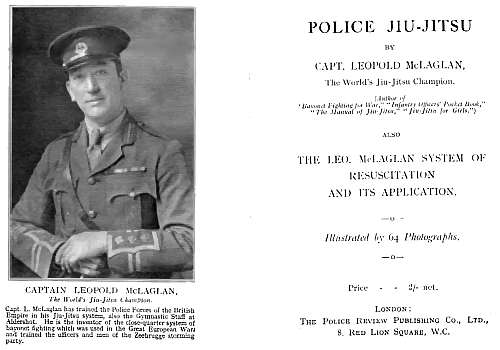 CAPTAIN LEOPOLD McLAGLAN,
The World's Jiu-Jitsu Champion.
Capt. L. McLaglan has trained the Police Forces of the British
Empire in his Jiu-Jitsu system, also the Gymnastic Staff at
Aldershot. He is the inventor of the close-quarter system of
bayonet fighting which was used in the Great European War
and trained the officers and men of the Zeebrugge storming
party.
POLICE JIU-JITSU
BY
CAPT. LEOPOLD McLAGLAN,
The World's Jiu-Jitsu Champion.
(Author of
"Bayonet Fighting for War," "Infantry Officers' Pocket Book,"
"The Manual of Jiu-Jitsu," "Jiu-Jitsu for Girls.")
ALSO
THE LEO. McLAGLAN SYSTEM OF
RESUSCITATION
AND ITS APPLICATION.
—o—
Illustrated by 64 Photographs.
—o—
Price - - 2/- net.
LONDON:
THE POLICE REVIEW PUBLISHING CO., LTD.,
8, RED LION SQUARE, W.C.